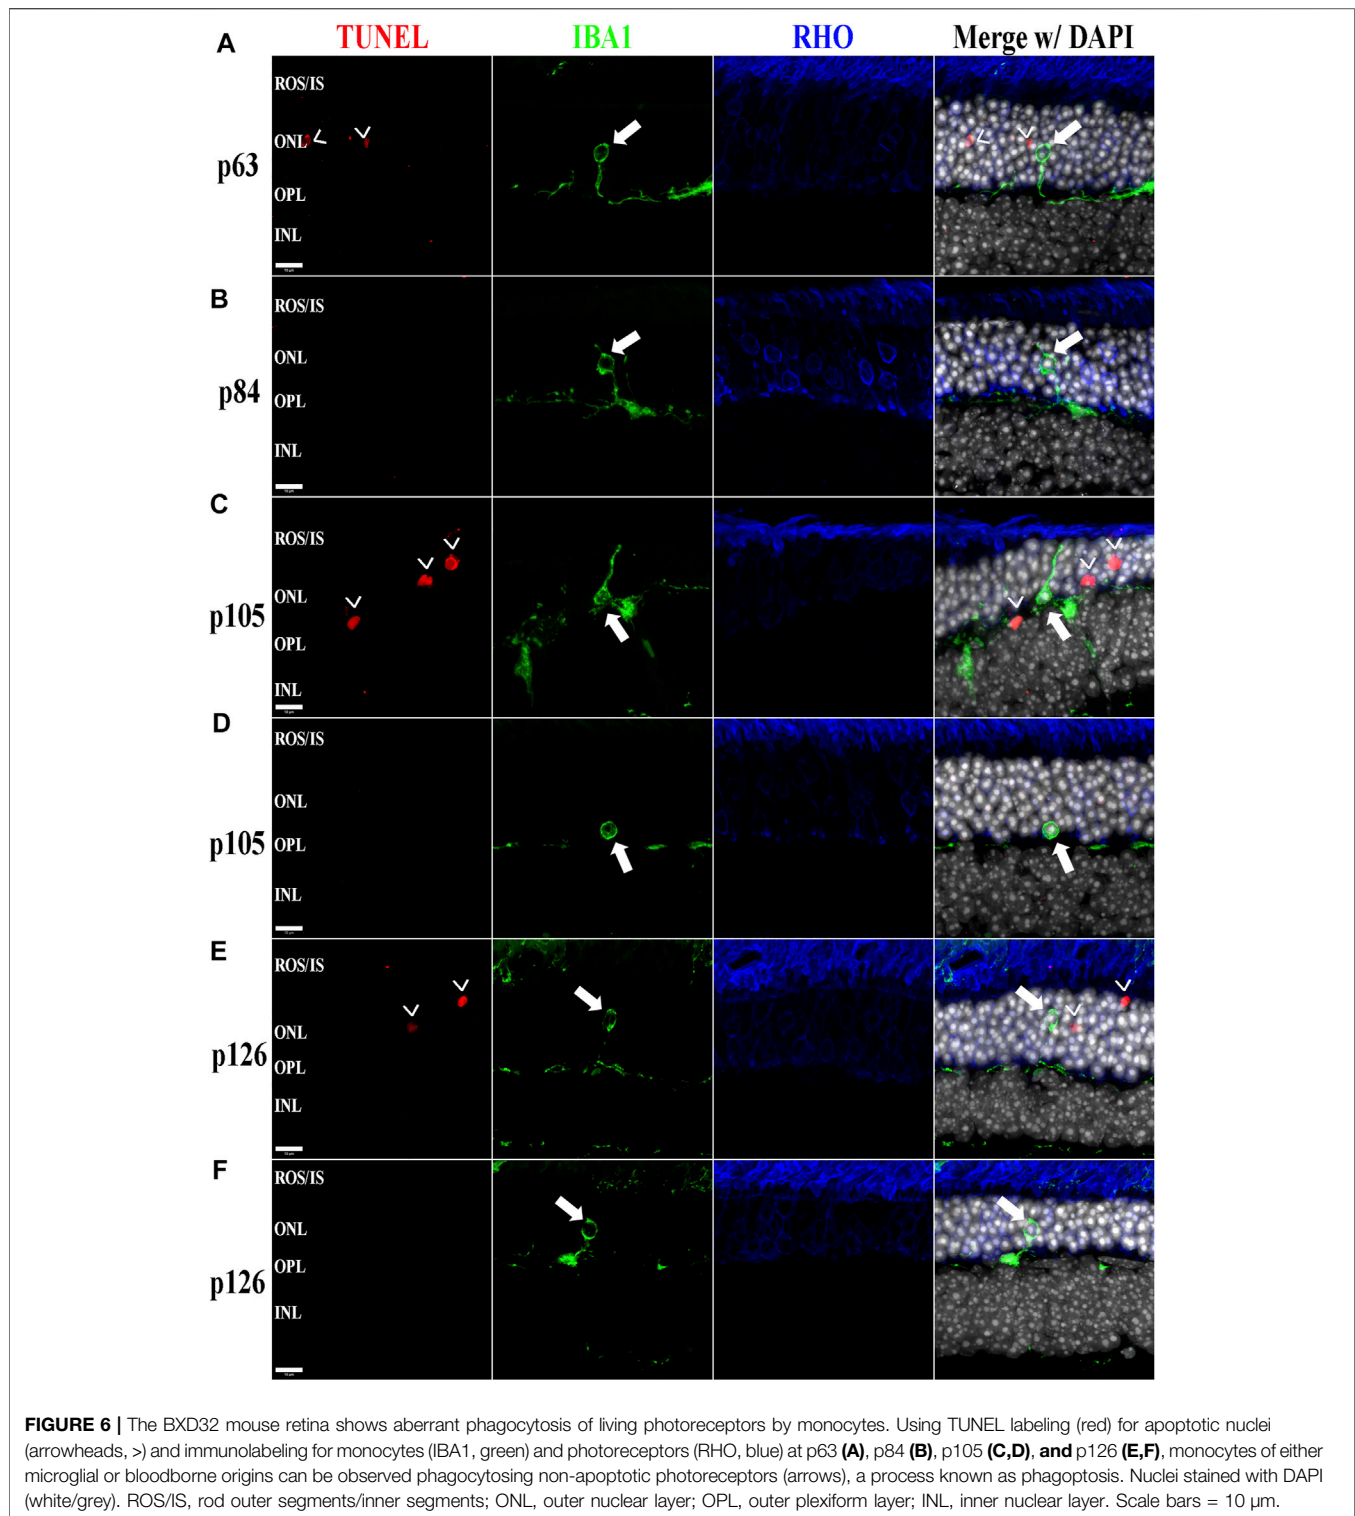 TUNEL IBA1 RHO Merge w/ DAPI
A
ROS/IS
ONL
p63
OPL
INL
B
ROS/IS
ONL
p84
OPL
INL
C
ROS/IS
ONL
p105
OPL
INL
D
ROS/IS
ONL
p105
OPL
INL
E
ROS/IS
ONL
p126
OPL
INL
F
ROS/IS
ONL
p126
OPL
INL
FIGURE 6 | The BXD32 mouse retina shows aberrant phagocytosis of living photoreceptors by monocytes. Using TUNEL labeling (red) for apoptotic nuclei
(arrowheads, >) and immunolabeling for monocytes (IBA1, green) and photoreceptors (RHO, blue) at p63 (A), p84 (B), p105 (C,D), and p126 (E,F), monocytes of either
microglial or bloodborne origins can be observed phagocytosing non-apoptotic photoreceptors (arrows), a process known as phagoptosis. Nuclei stained with DAPI
(white/grey). ROS/IS, rod outer segments/inner segments; ONL, outer nuclear layer; OPL, outer plexiform layer; INL, inner nuclear layer. Scale bars = 10 µm.